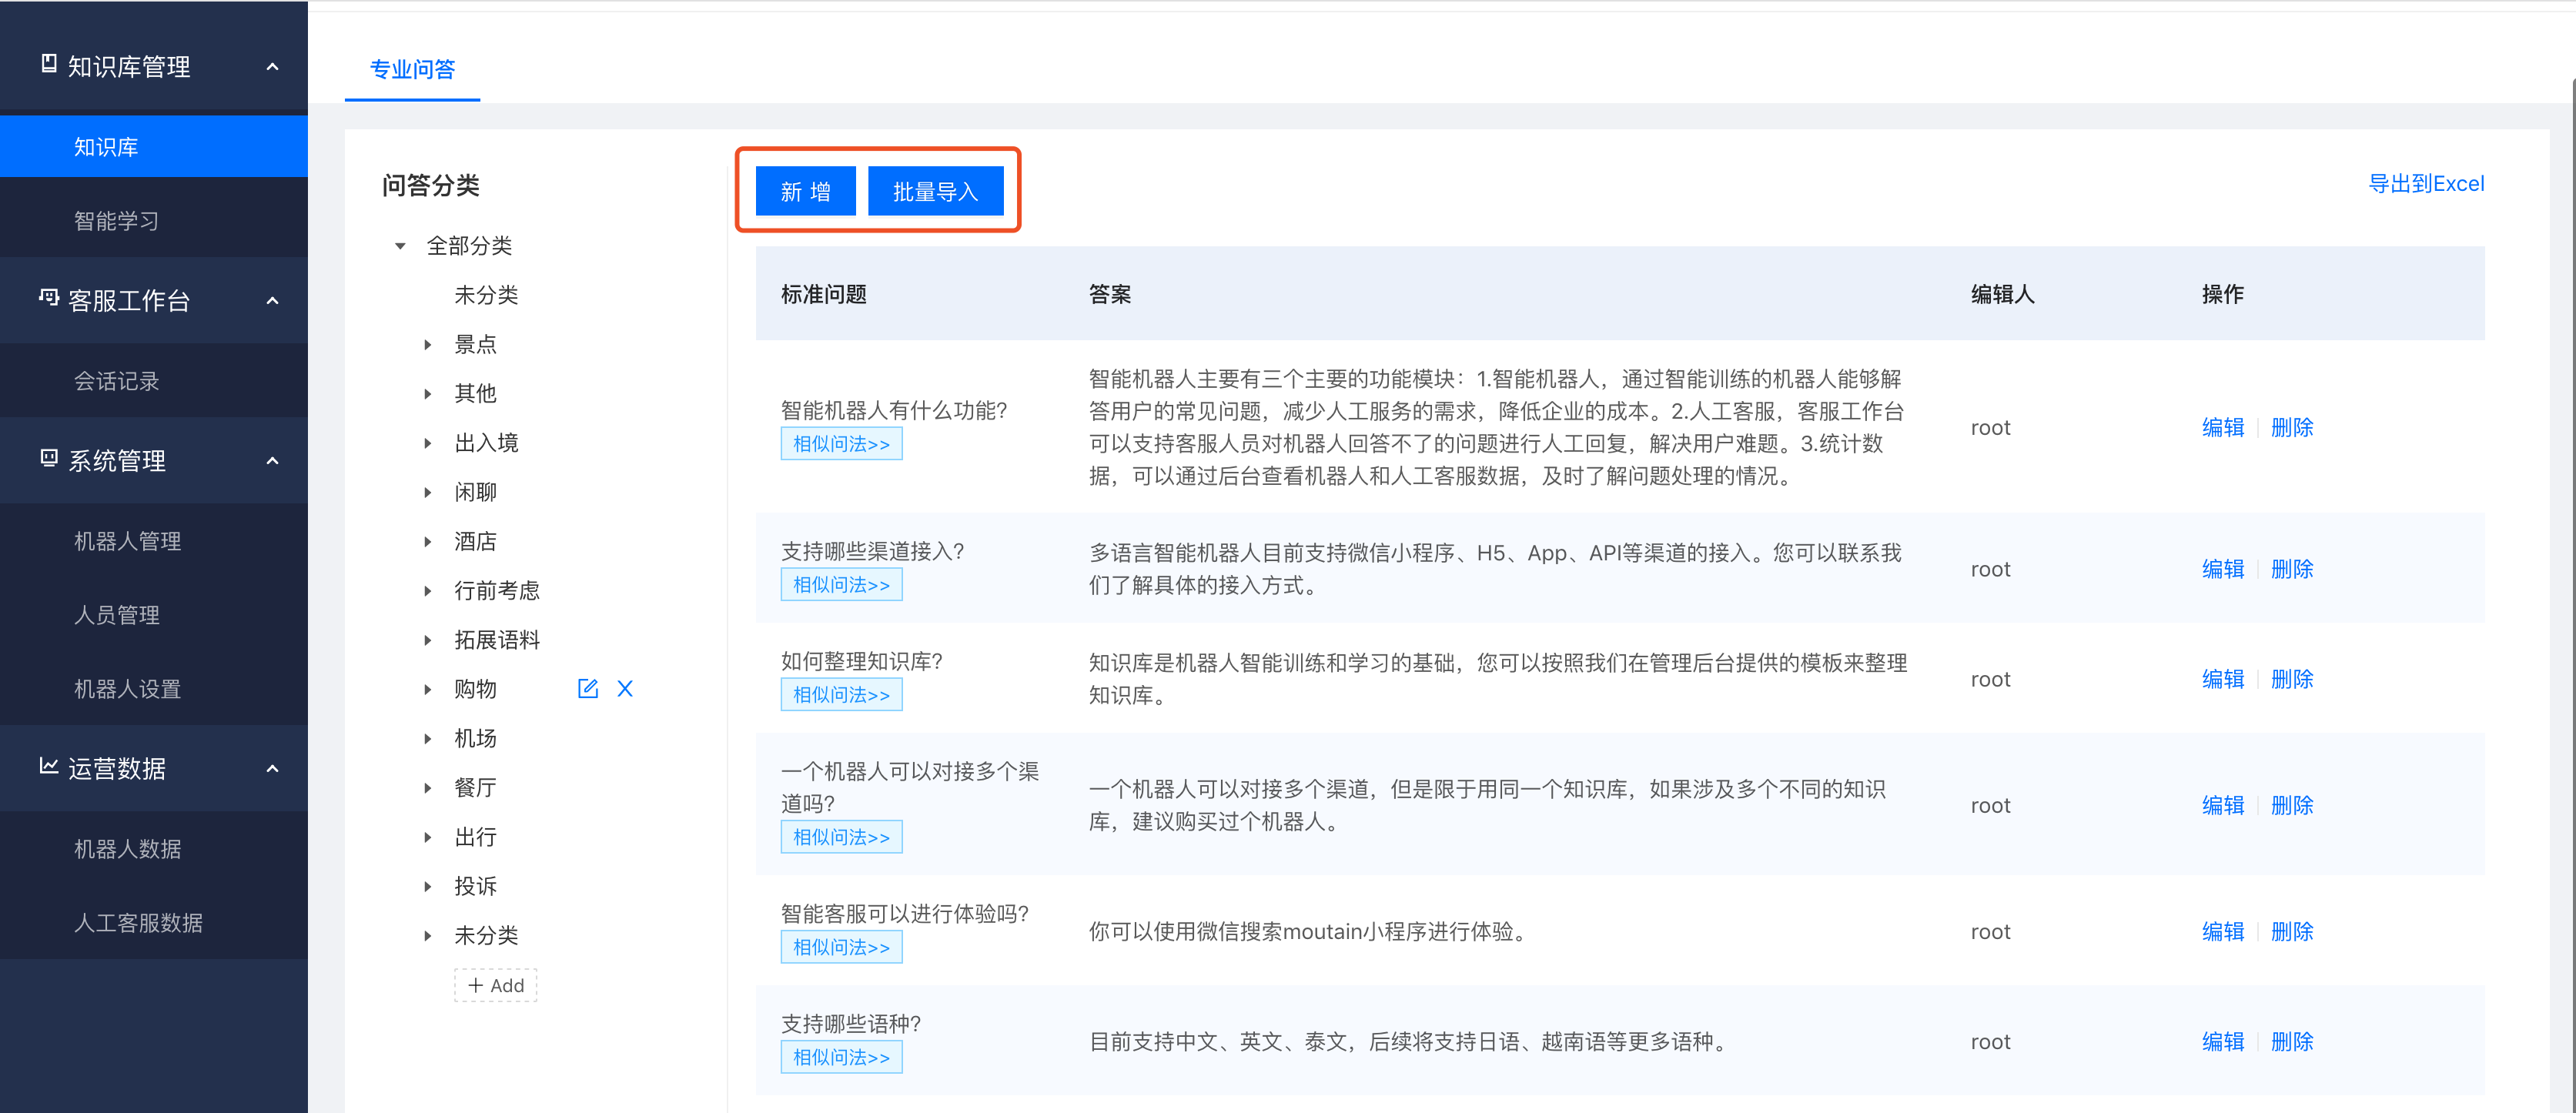 知识库管理
知识库
智能学习
客服工作台
会话记录
系统管理
机器人管理
人员管理
机器人设置
运营数据
机器人数据
人工客服数据
专业问答
问答分类
全部分类
未分类
景点
其他
出入境
闲聊
酒店
行前考虑
拓展语料
购物
机场
餐厅
出行
投诉
未分类
+ Add
新 增 批量导入
导出到Excel
标准问题 答案 编辑人 操作
智能机器人有什么功能?
相似问法>>
智能机器人主要有三个主要的功能模块：1.智能机器人，通过智能训练的机器人能够解
答用户的常见问题，减少人工服务的需求，降低企业的成本。2.人工客服，客服工作台
可以支持客服人员对机器人回答不了的问题进行人工回复，解决用户难题。3.统计数
据，可以通过后台查看机器人和人工客服数据，及时了解问题处理的情况。
root
编辑 删除
支持哪些渠道接入?
相似问法>>
多语言智能机器人目前支持微信小程序、H5、App、API等渠道的接入。您可以联系我
们了解具体的接入方式。
root
编辑 删除
如何整理知识库?
相似问法>>
知识库是机器人智能训练和学习的基础，您可以按照我们在管理后台提供的模板来整理
知识库。
root
编辑 删除
一个机器人可以对接多个渠
道吗?
相似问法>>
一个机器人可以对接多个渠道，但是限于用同一个知识库，如果涉及多个不同的知识
库，建议购买过个机器人。
root
编辑 删除
智能客服可以进行体验吗?
相似问法>>
你可以使用微信搜索moutain小程序进行体验。
root
编辑 删除
支持哪些语种?
相似问法>>
目前支持中文、英文、泰文，后续将支持日语、越南语等更多语种。
root
编辑 删除